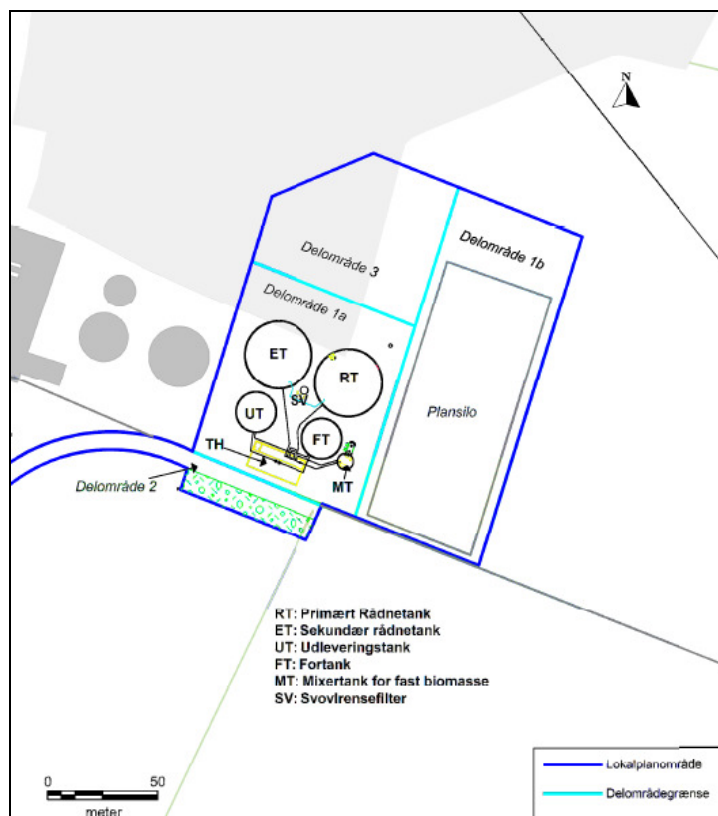 N
Delområde 1b
Delområde 3
Delområde 1a
ET
RT
SV
Plansilo
UT
FT
TH
MT
Delområde 2
RT: Primært Rådnetank
ET: Sekundær rådnetank
UT: Udleveringstank
FT: Fortank
MT: Mixertank for fast biomasse
SV: Svovlrensefilter
0 50
meter
Lokalplanområde
Delområdegrænse